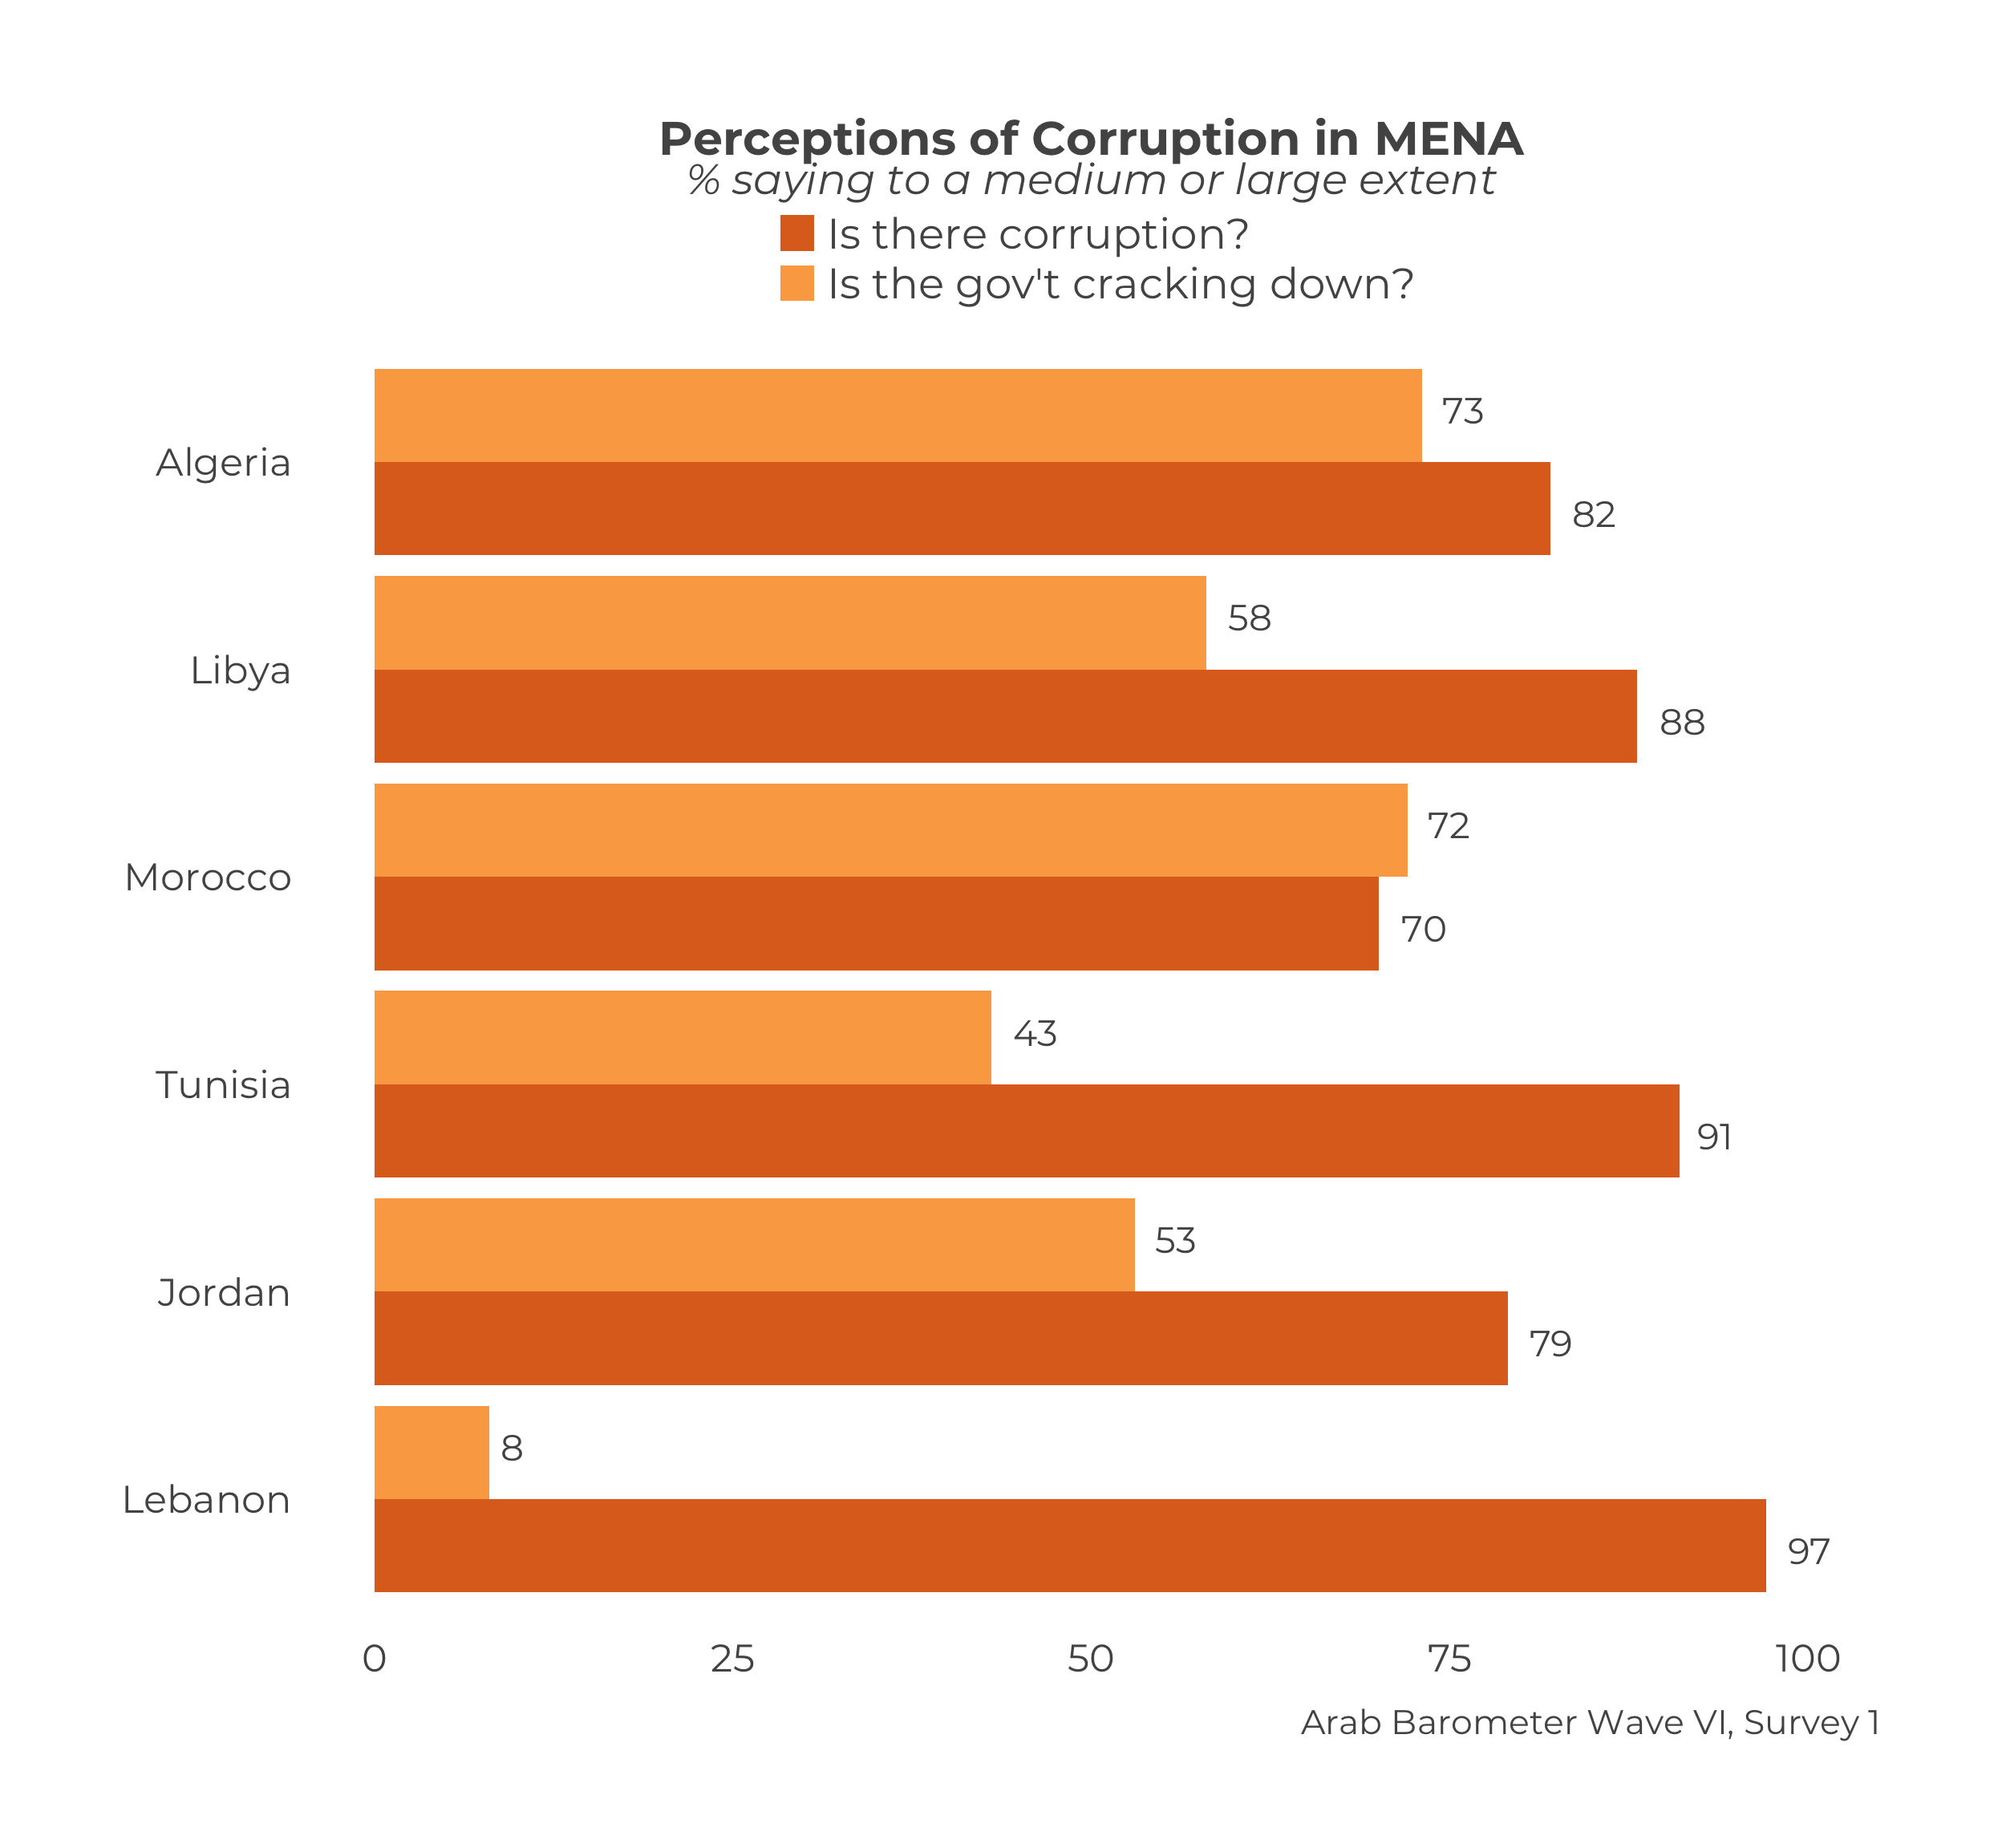 Perceptions of Corruption in MENA
% saying to a medium or large extent
Is there corruption?
Is the gov't cracking down?
73
Algeria
82
58
Libya
88
72
Morocco
70
43
Tunisia
91
53
Jordan
79
8
Lebanon
97
0 25 50 75 100
Arab Barometer Wave VI, Survey 1